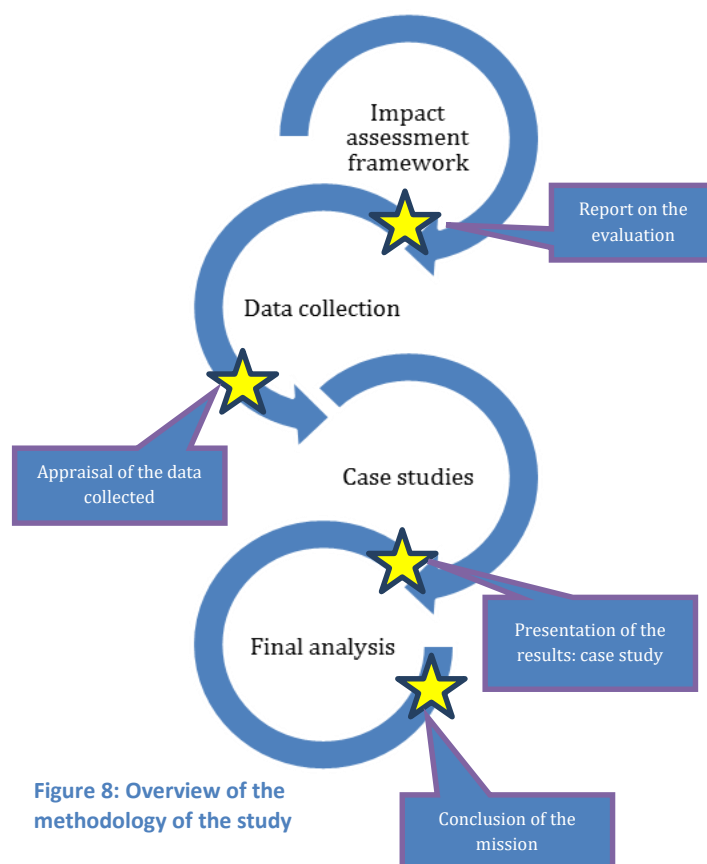 Impact
assessment
framework
Report on the
evaluation
Data collection
Appraisal of the data
collected
Case studies
Presentation of the
results: case study
Final analysis
Figure 8: Overview of the
methodology of the study
Conclusion of the
mission